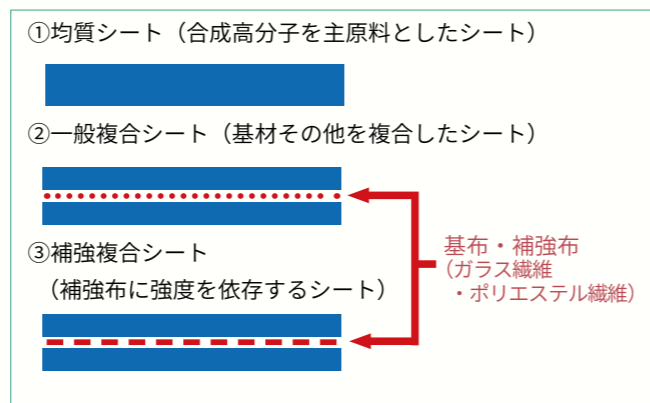 ①均質シート（合成高分子を主原料としたシート）
②一般複合シート（基材その他を複合したシート）
③補強複合シート
（補強布に強度を依存するシート）
基布・補強布
（ガラス繊維
・ポリエステル繊維）